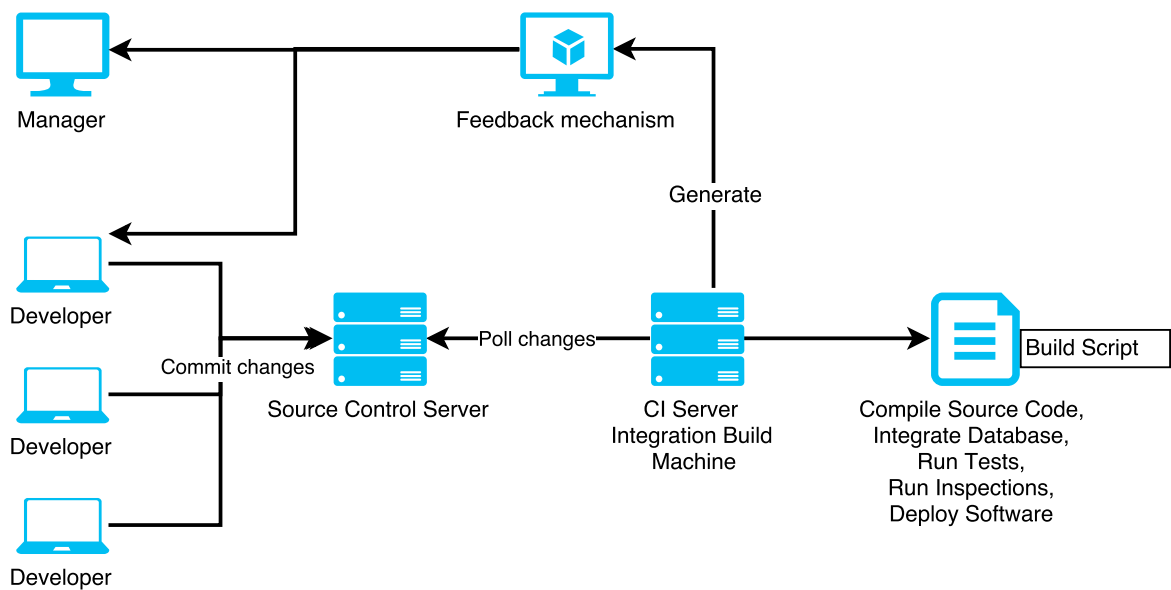 Manager
Feedback mechanism
Generate
Developer
Poll changes
Build Script
Commit changes
Source Control Server
CI Server
Integration Build
Machine
Compile Source Code,
Integrate Database,
Run Tests,
Run Inspections,
Deploy Software
Developer
Developer